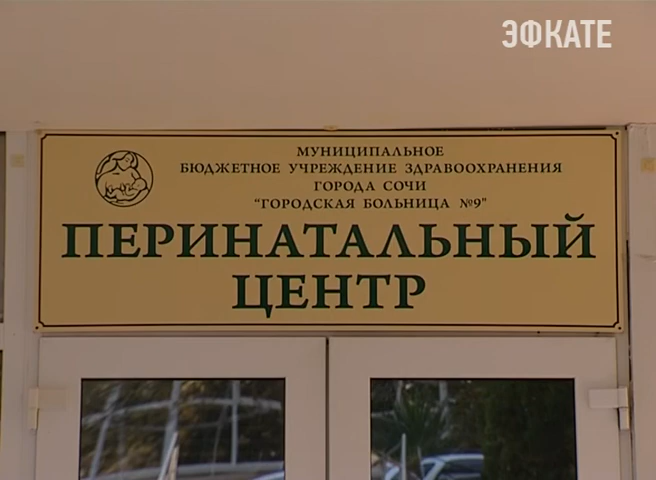 ЭФКАТЕ
МУНИЦИПАЛЬНОЕ
БЮДЖЕТНОЕ УЧРЕЖДЕНИЕ ЗДРАВООХРАНЕНИЯ
ГОРОДА СОЧИ
"ГОРОДСКАЯ БОЛЬНИЦА №9"
ПЕРИНАТАЛЬНЫЙ
ЦЕНТР